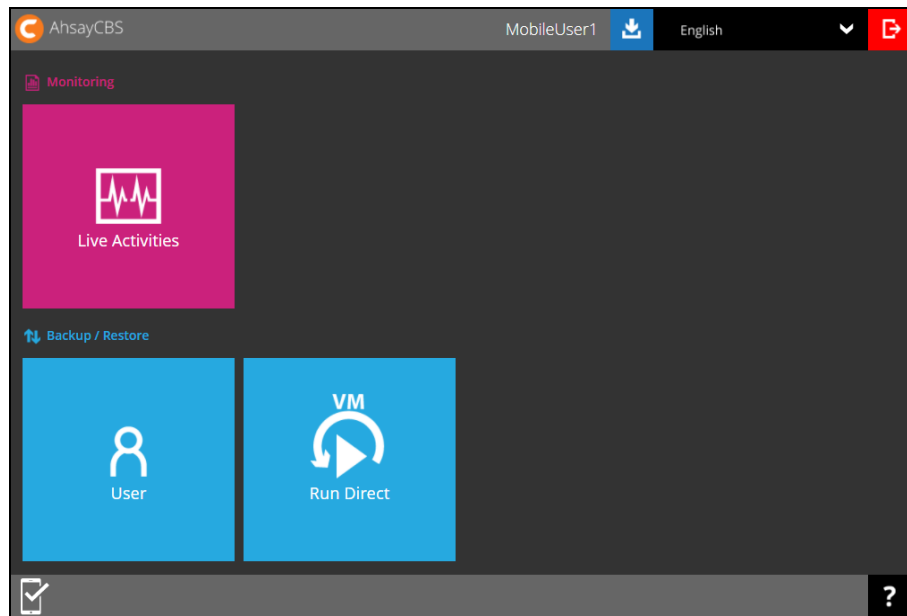 AhsayCBS
MobileUser1
English
Monitoring
Live Activities
Backup / Restore
User
VM
Run Direct
?